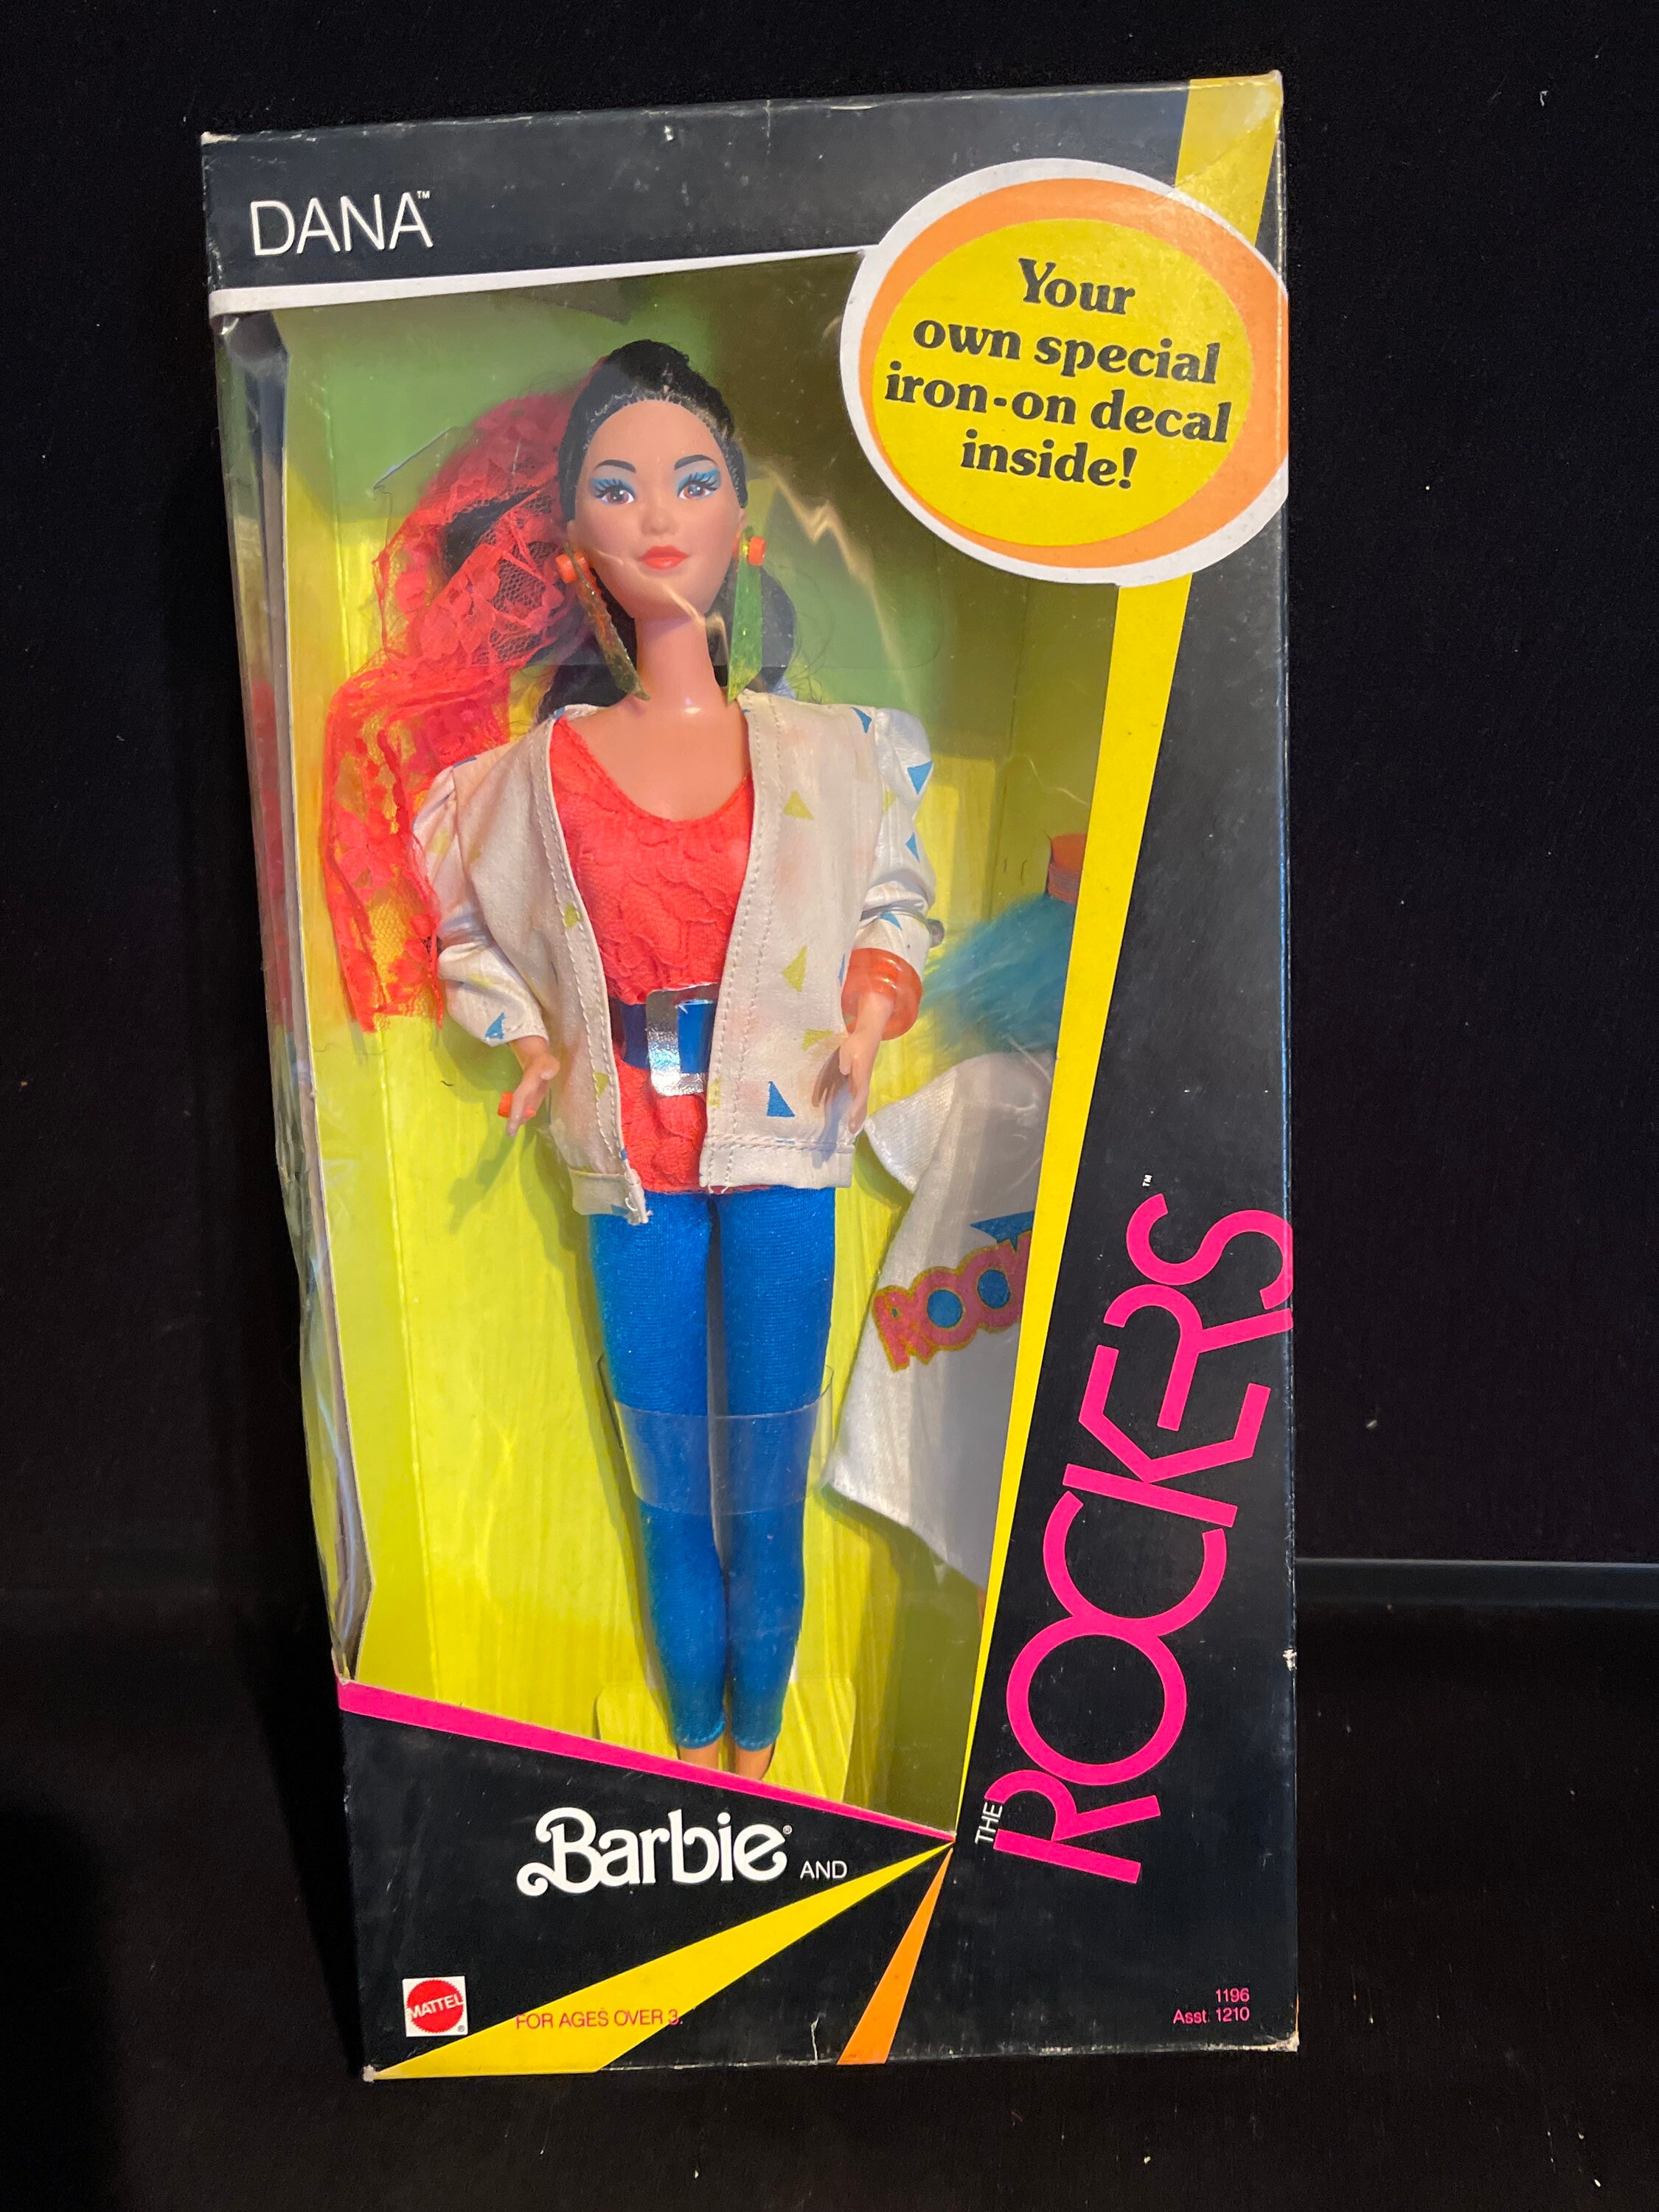 DANA™
Your
own special
iron-on decal
inside!
ROCK
THE ROCKERS™
Barbie® AND
MATTEL®
FOR AGES OVER 3.
1196
Asst. 1210